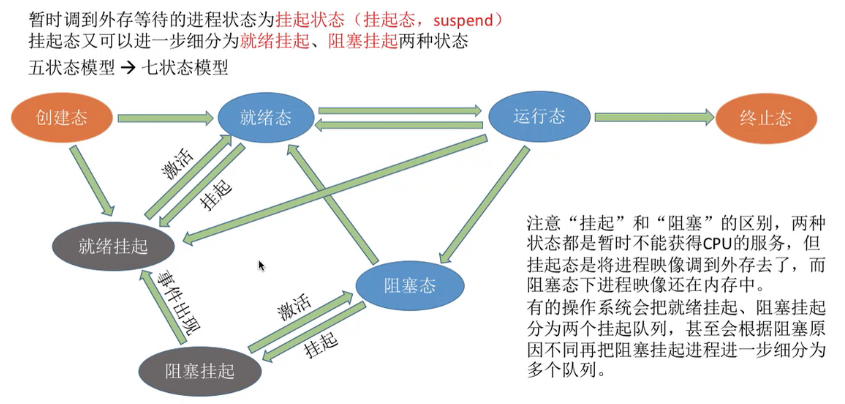 暂时调到外存等待的进程状态为挂起状态（挂起态，suspend）
挂起态又可以进一步细分为就绪挂起、阻塞挂起两种状态
五状态模型→七状态模型
创建态
就绪态
运行态
终止态
激活
挂起
就绪挂起
阻塞态
事件出现
激活
挂起
阻塞挂起
注意“挂起”和“阻塞”的区别，两种
状态都是暂时不能获得CPU的服务，但
挂起态是将进程映像调到外存去了，而
阻塞态下进程映像还在内存中。
有的操作系统会把就绪挂起、阻塞挂起
分为两个挂起队列，甚至会根据阻塞原
因不同再把阻塞挂起进程进一步细分为
多个队列。